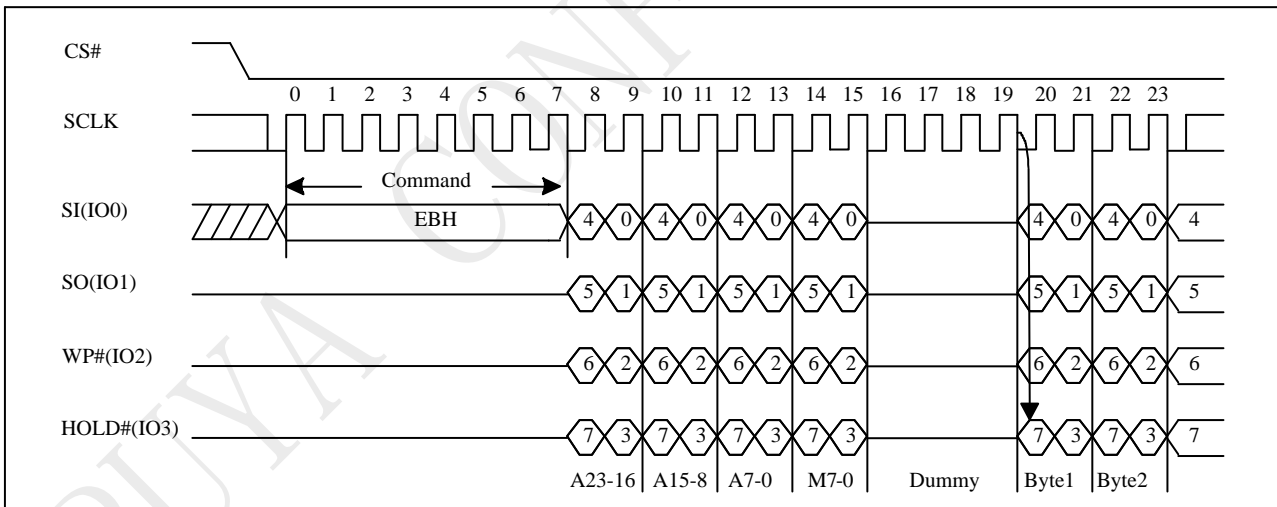 CS#
0 1 2 3 4 5 6 7 8 9 10 11 12 13 14 15 16 17 18 19 20 21 22 23
SCLK
Command
SI(IO0) EBH 4 0 4 0 4 0 4 0 4 0 4 0 4
SO(IO1) 5 1 5 1 5 1 5 1 5 1 5 1 5
WP#(IO2) 6 2 6 2 6 2 6 2 6 2 6 2 6
HOLD#(IO3) 7 3 7 3 7 3 7 3 7 3 7 3 7
A23-16 A15-8 A7-0 M7-0 Dummy Byte1 Byte2